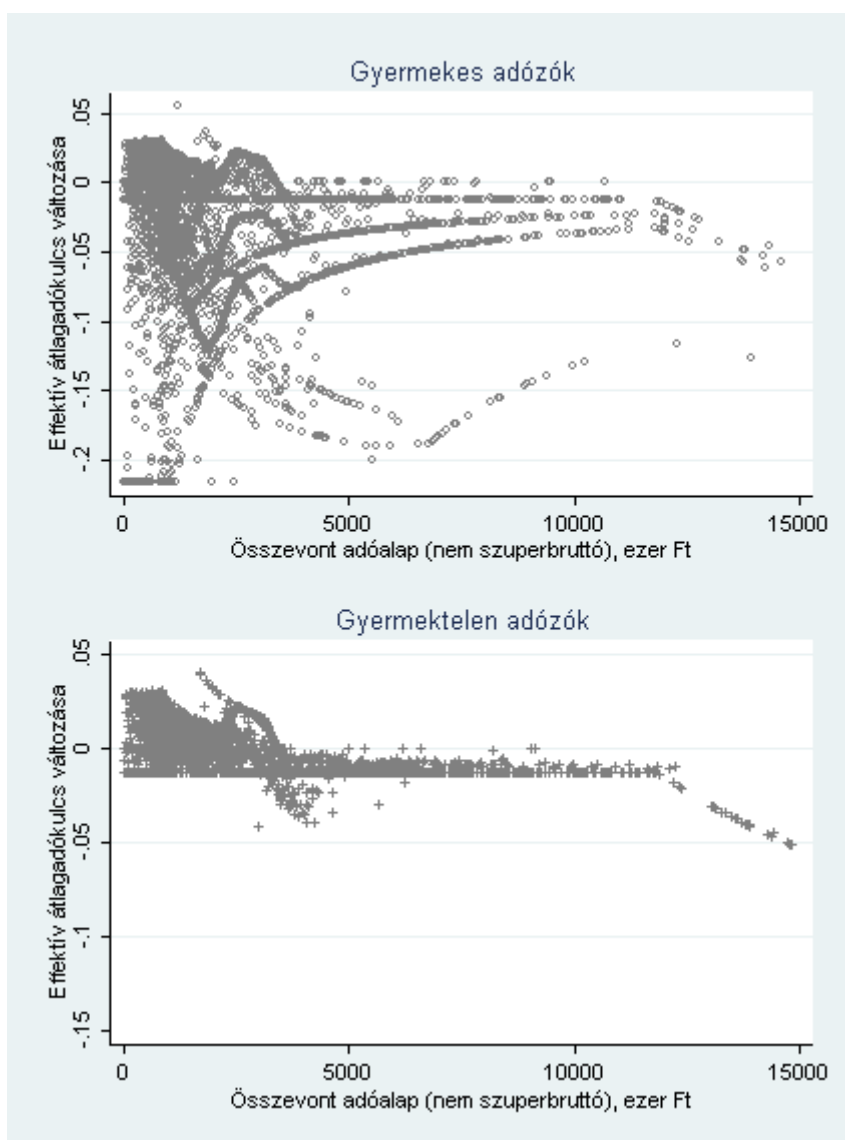 Gyermekes adózók
Effektív átlagadókulcs változása
.05
0
-.05
-.1
-.15
-.2
0 5000 10000 15000
Összevont adóalap (nem szuperbruttó), ezer Ft
Gyermektelen adózók
Effektív átlagadókulcs változása
.05
0
-.05
-.1
-.15
0 5000 10000 15000
Összevont adóalap (nem szuperbruttó), ezer Ft